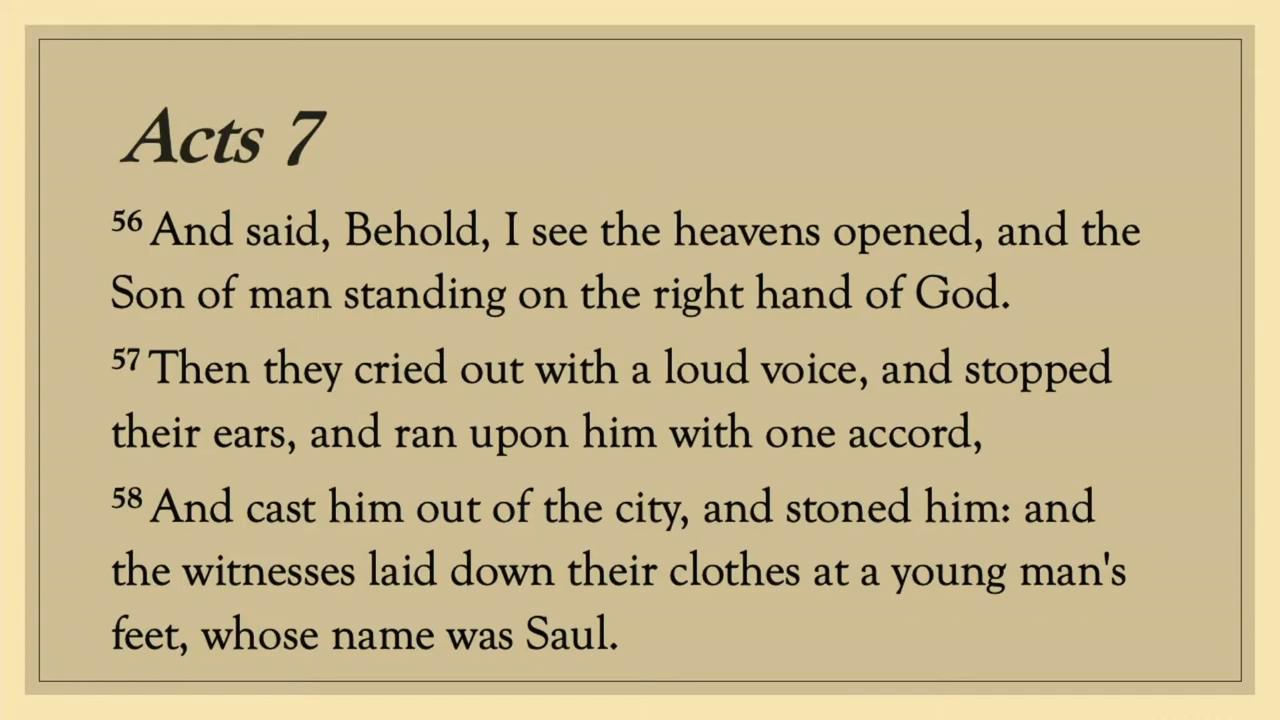 Acts 7
56 And said, Behold, I see the heavens opened, and the
Son of man standing on the right hand of God.
57 Then they cried out with a loud voice, and stopped
their ears, and ran upon him with one accord,
58 And cast him out of the city, and stoned him: and
the witnesses laid down their clothes at a young man's
feet, whose name was Saul.